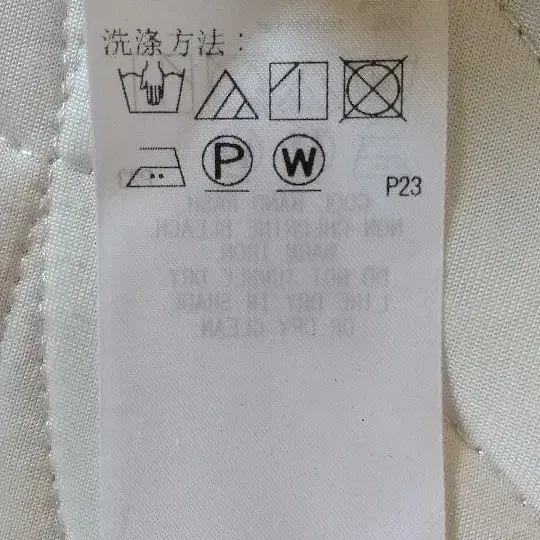 洗涤方法：
P W
P23
COOL HAND WASH
NON CHLORINE BLEACH
WARM IRON
DO NOT TUMBLE DRY
LINE DRY IN SHADE
OR DRY CLEAN.